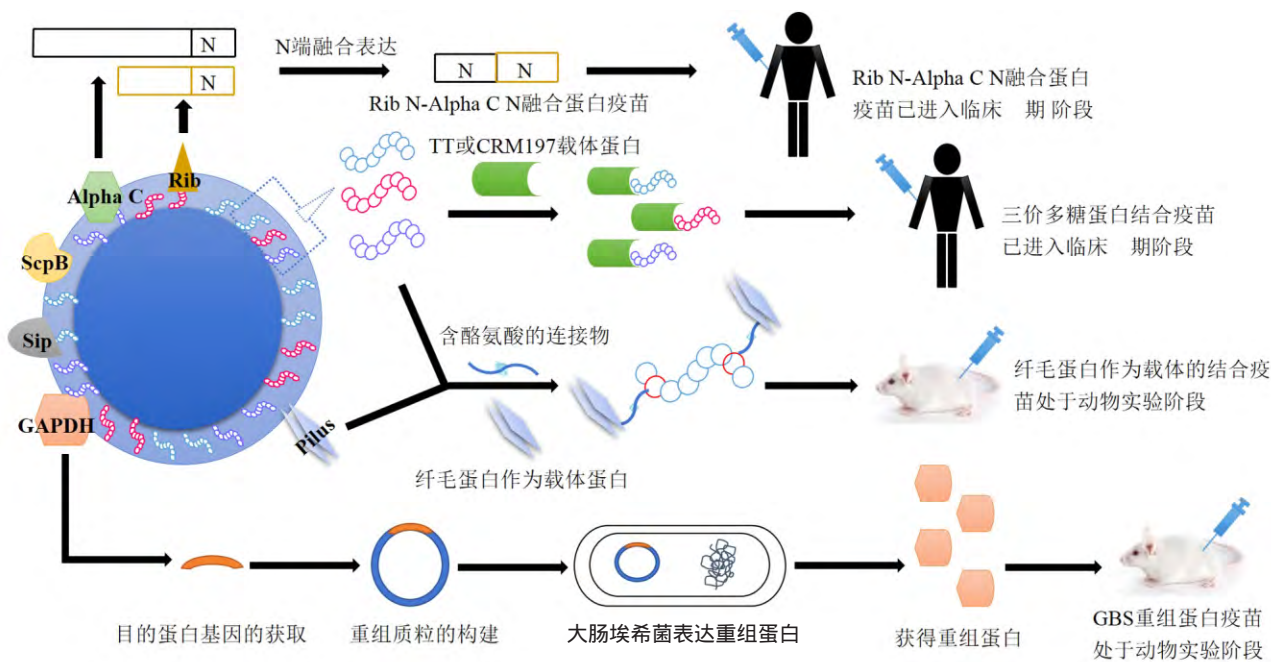 N
N端融合表达
N
N N
Rib N-Alpha C N融合蛋白疫苗
Rib N-Alpha C N融合蛋白
疫苗已进入临床 期 阶段
TT或CRM197载体蛋白
Alpha C
Rib
三价多糖蛋白结合疫苗
已进入临床 期阶段
ScpB
Sip
含酪氨酸的连接物
纤毛蛋白作为载体的结合疫
苗处于动物实验阶段
GAPDH
Pilus
纤毛蛋白作为载体蛋白
目的蛋白基因的获取
重组质粒的构建
大肠埃希菌表达重组蛋白
获得重组蛋白
GBS重组蛋白疫苗
处于动物实验阶段